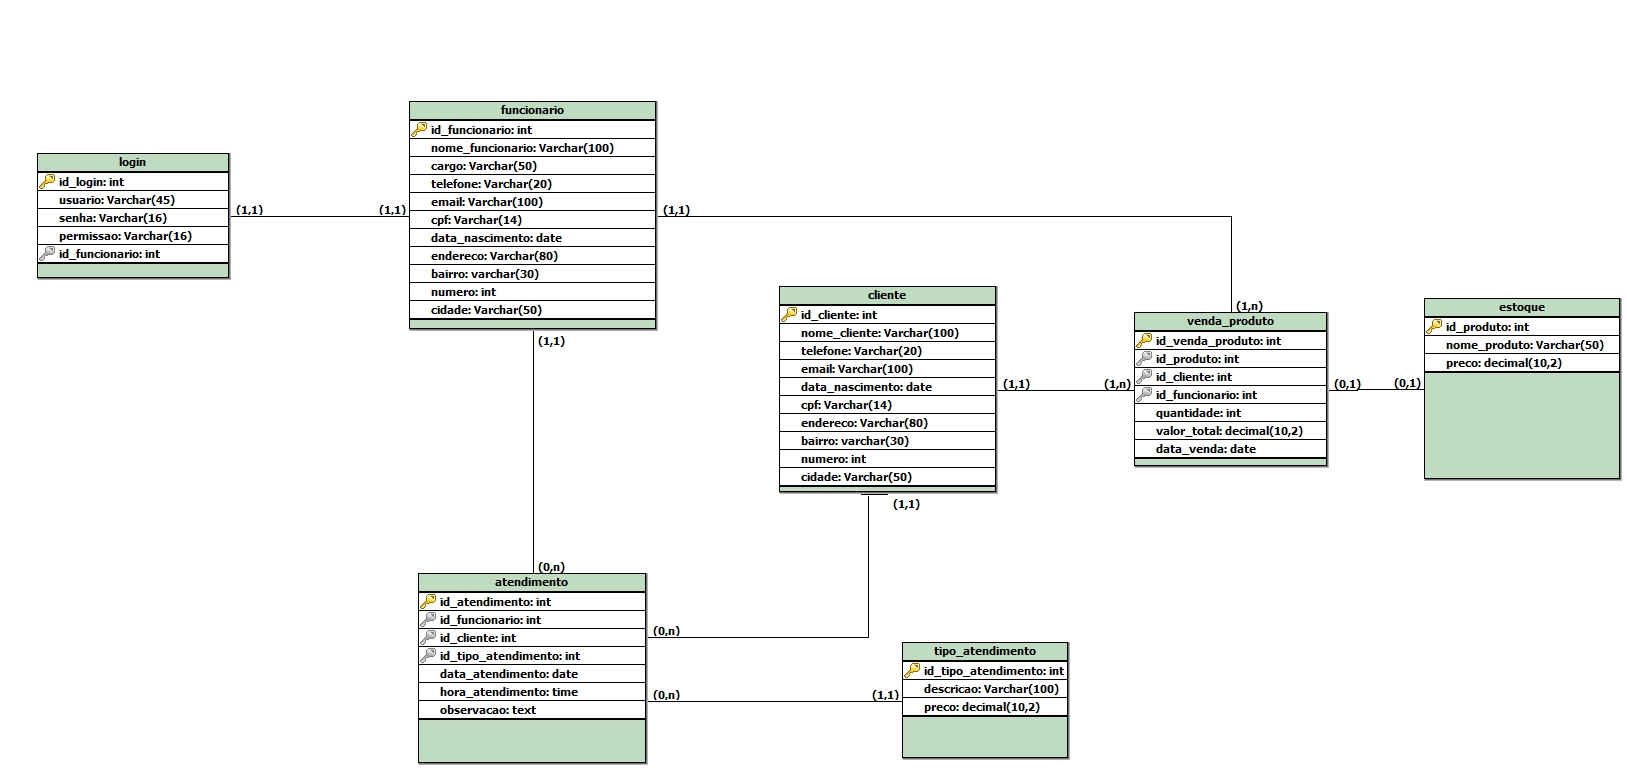 funcionario
id_funcionario: int
nome_funcionario: Varchar(100)
cargo: Varchar(50)
telefone: Varchar(20)
email: Varchar(100)
cpf: Varchar(14)
data_nascimento: date
endereco: Varchar(80)
bairro: varchar(30)
numero: int
cidade: Varchar(50)
login
id_login: int
usuario: Varchar(45)
senha: Varchar(16)
permissao: Varchar(16)
id_funcionario: int
(1,1)
(1,1)
(1,1)
(1,n)
(1,1)
(0,n)
cliente
id_cliente: int
nome_cliente: Varchar(100)
telefone: Varchar(20)
email: Varchar(100)
data_nascimento: date
cpf: Varchar(14)
endereco: Varchar(80)
bairro: varchar(30)
numero: int
cidade: Varchar(50)
(1,1)
(1,n)
(1,1)
(0,n)
venda_produto
id_venda_produto: int
id_produto: int
id_cliente: int
id_funcionario: int
quantidade: int
valor_total: decimal(10,2)
data_venda: date
(0,1)
(0,1)
estoque
id_produto: int
nome_produto: Varchar(50)
preco: decimal(10,2)
atendimento
id_atendimento: int
id_funcionario: int
id_cliente: int
id_tipo_atendimento: int
data_atendimento: date
hora_atendimento: time
observacao: text
(0,n)
(1,1)
tipo_atendimento
id_tipo_atendimento: int
descricao: Varchar(100)
preco: decimal(10,2)